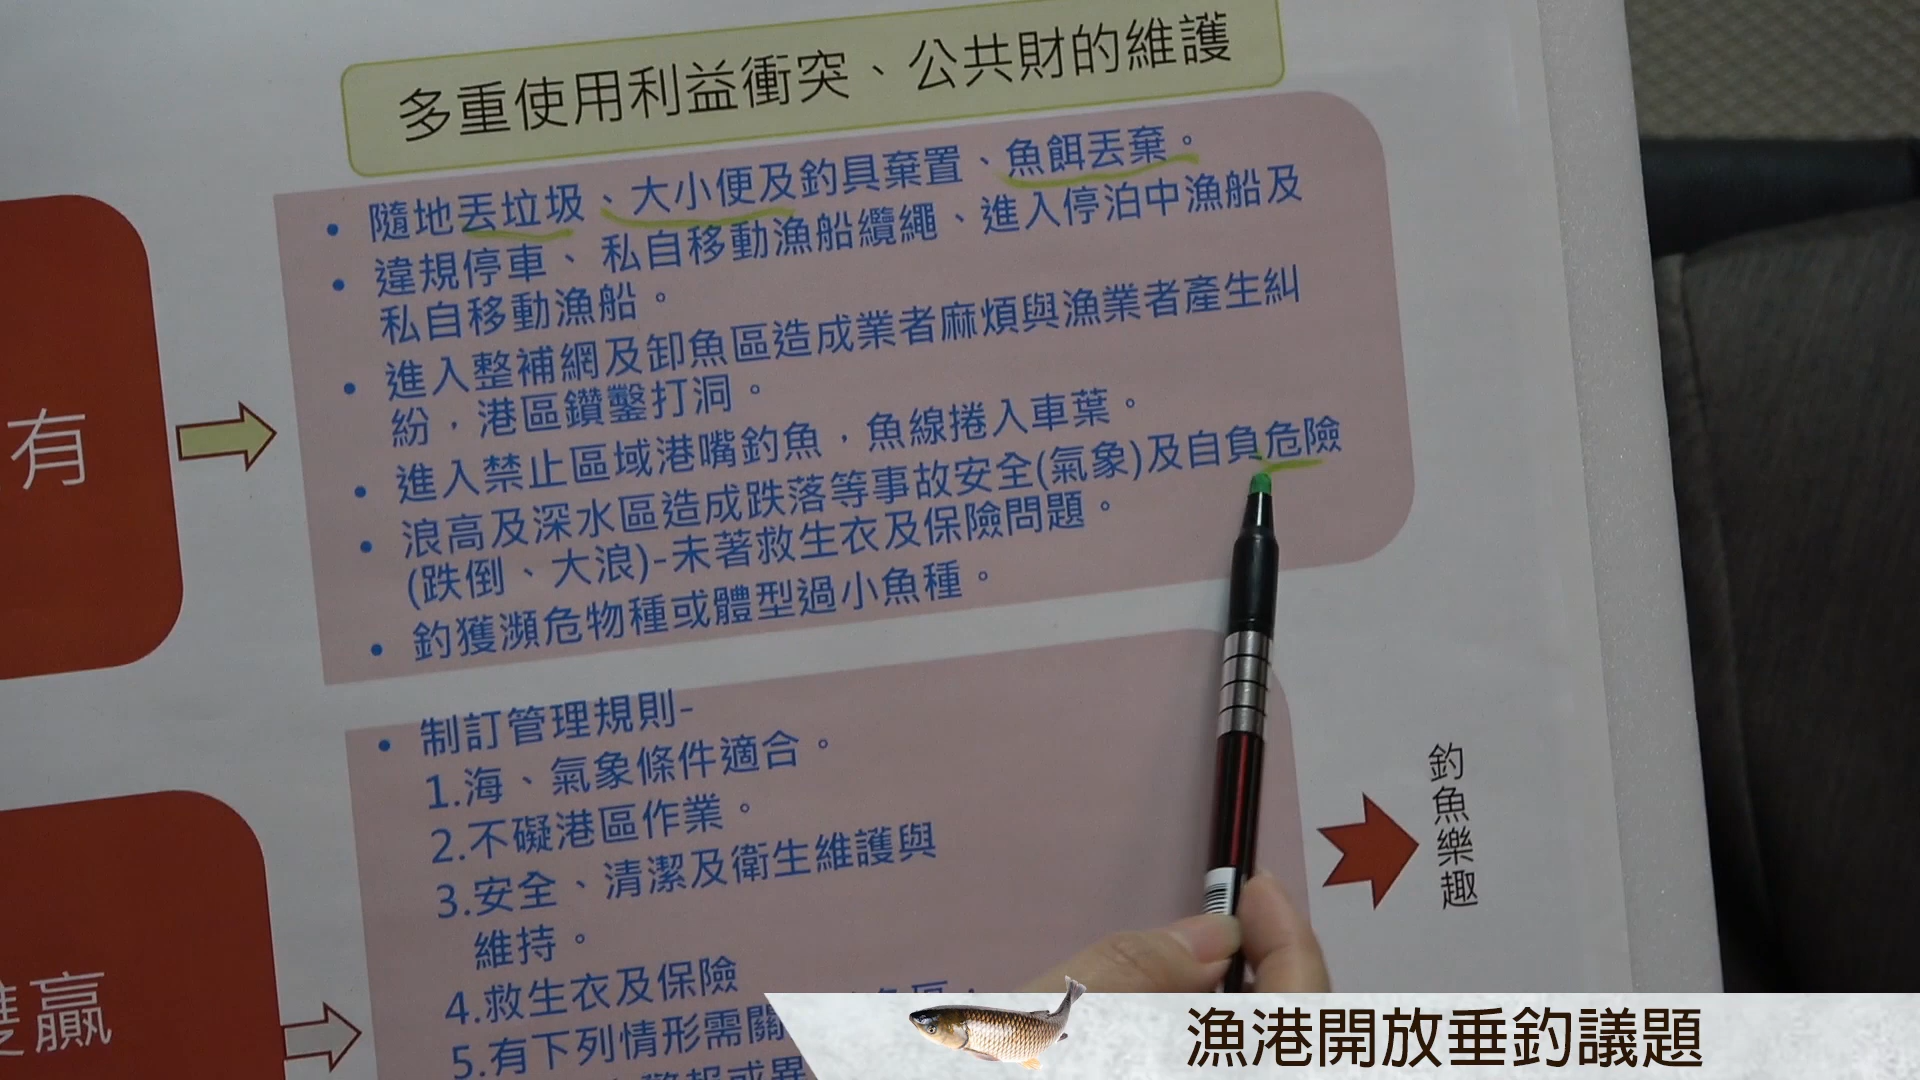 多重使用利益衝突、公共財的維護
• 隨地丟垃圾、大小便及釣具棄置、魚餌丟棄。
• 違規停車、私自移動漁船纜繩、進入停泊中漁船及
私自移動漁船。
• 進入整補網及卸魚區造成業者麻煩與漁業者產生糾
紛，港區鑽鑿打洞。
• 進入禁止區域港嘴釣魚，魚線捲入車葉。
• 浪高及深水區造成跌落等事故安全(氣象)及自負危險
(跌倒、大浪)-未著救生衣及保險問題。
• 釣獲瀕危物種或體型過小魚種。
有
• 制訂管理規則-
1.海、氣象條件適合。
2.不礙港區作業。
3.安全、清潔及衛生維護與
維持。
4.救生衣及保險
5.有下列情形需關
警報或異
雙贏
釣魚樂趣
漁港開放垂釣議題